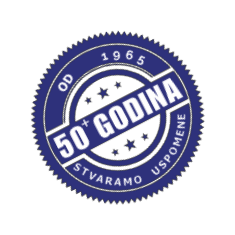 OD 1965
50+ GODINA
STVARAMO USPOMENE